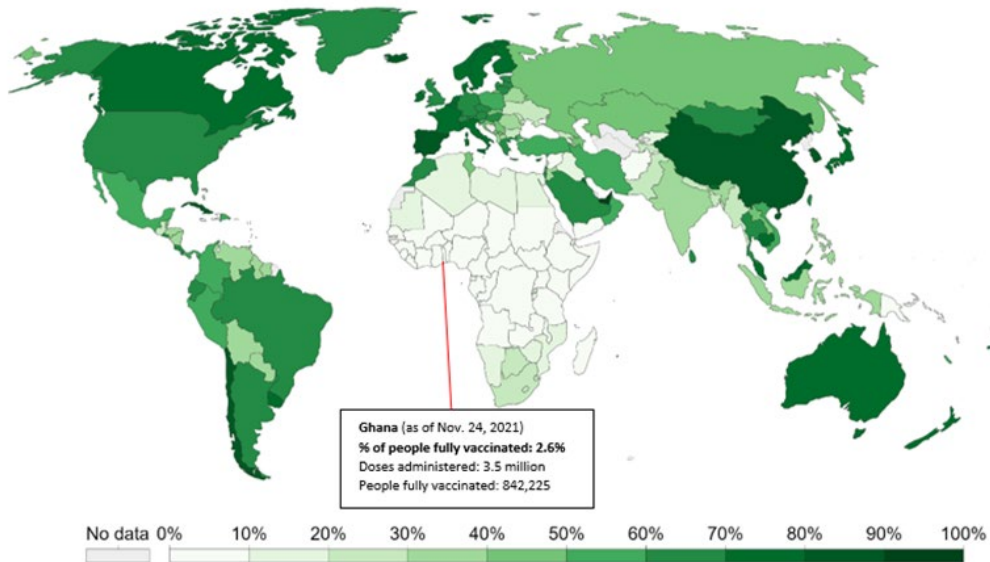 Ghana (as of Nov. 24, 2021)
% of people fully vaccinated: 2.6%
Doses administered: 3.5 million
People fully vaccinated: 842,225
No data 0% 10% 20% 30% 40% 50% 60% 70% 80% 90% 100%